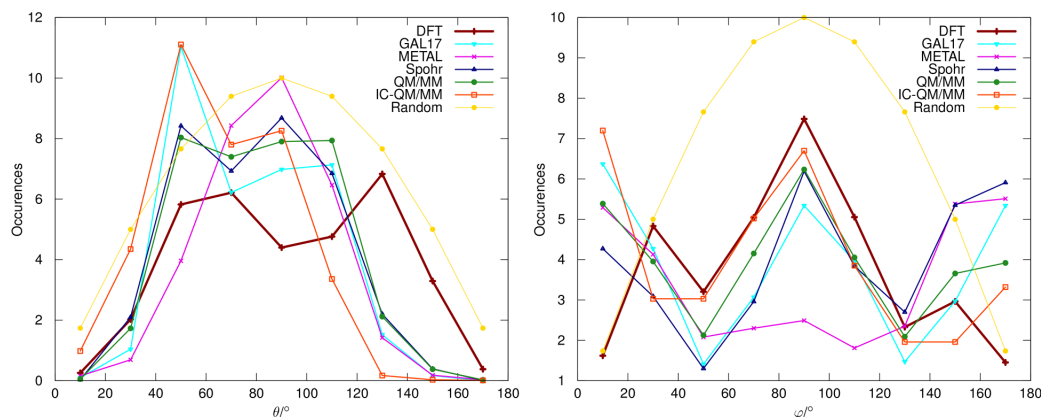 12
10
8
6
4
2
0
0 20 40 60 80 100 120 140 160 180
Occurences
θ/°
DFT
GAL17
METAL
Spohr
QM/MM
IC-QM/MM
Random
10
9
8
7
6
5
4
3
2
1
0 20 40 60 80 100 120 140 160 180
Occurences
φ/°
DFT
GAL17
METAL
Spohr
QM/MM
IC-QM/MM
Random